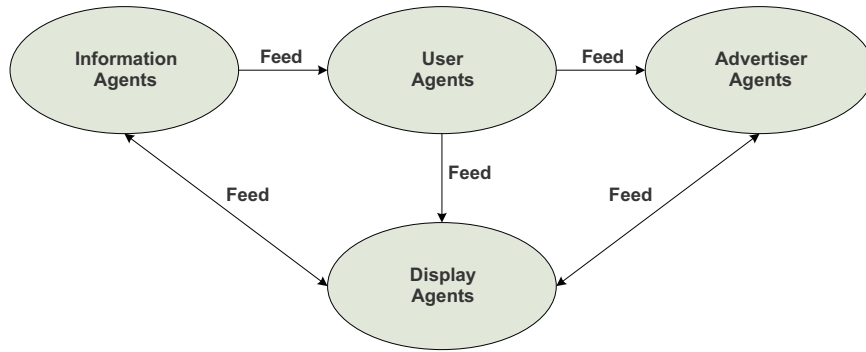 Information
Agents
Feed
User
Agents
Feed
Advertiser
Agents
Feed
Feed
Feed
Display
Agents